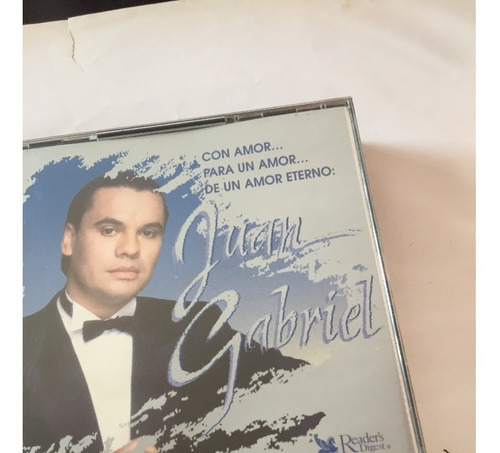 CON AMOR...
PARA UN AMOR...
DE UN AMOR ETERNO:
Juan
Gabriel
Reader's
Digest